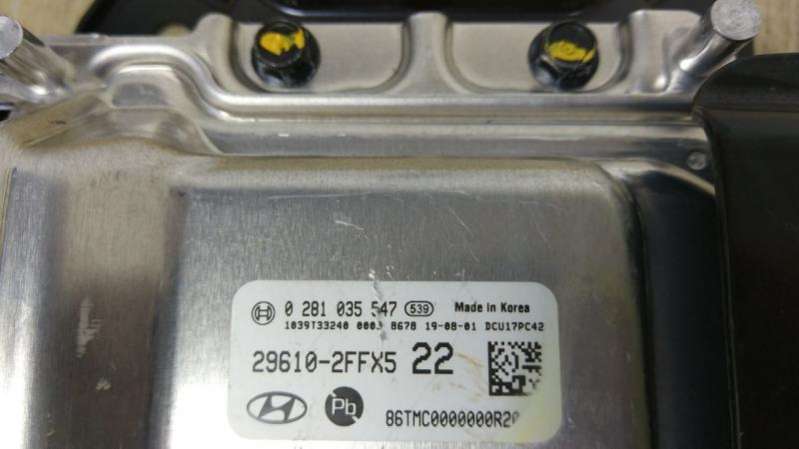 0 281 035 547 539 Made in Korea
1039T33240 0003 8678 19-08-01 DCU17PC42
29610-2FFX5 22
Pb